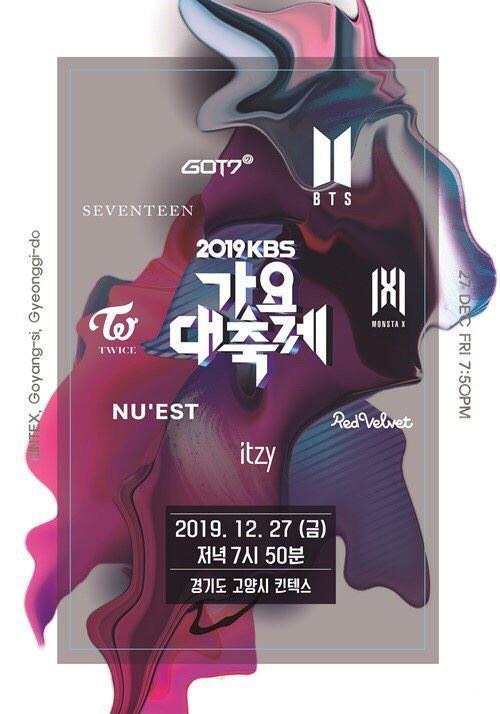 GOT7
BTS
SEVENTEEN
2019 KBS
가요
대축제
TWICE
MONSTA X
NU'EST
Red Velvet
itzy
2019. 12. 27 (금)
저녁 7시 50분
경기도 고양시 킨텍스
KINTEX, Goyang-si, Gyeonggi-do
27 DEC FRI 7:50PM